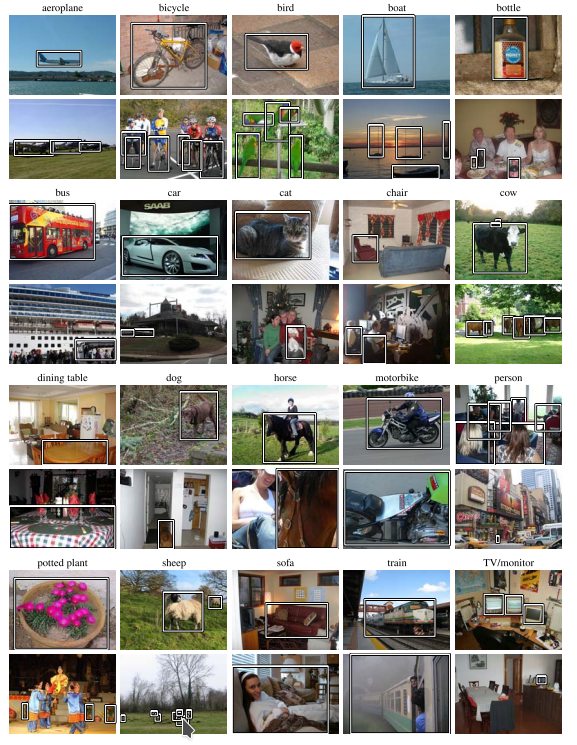 aeroplane bicycle bird boat bottle
bus car cat chair cow
SAAB
dining table dog horse motorbike person
potted plant sheep sofa train TV/monitor